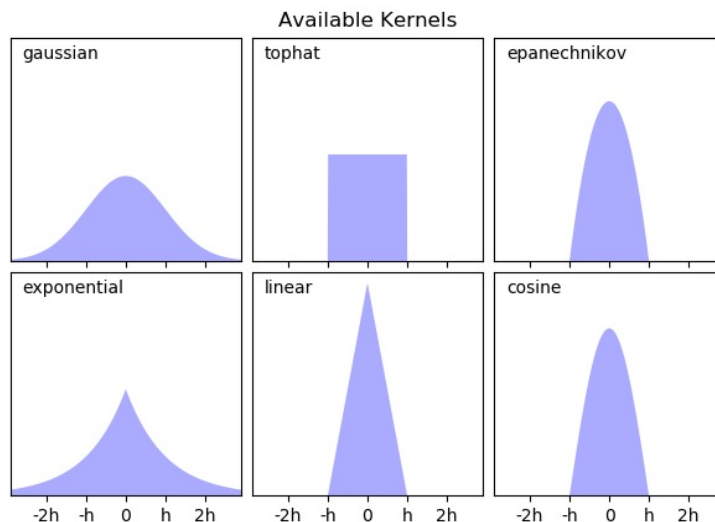 Available Kernels
gaussian
tophat
epanechnikov
exponential
linear
cosine
-2h -h 0 h 2h
-2h -h 0 h 2h
-2h -h 0 h 2h